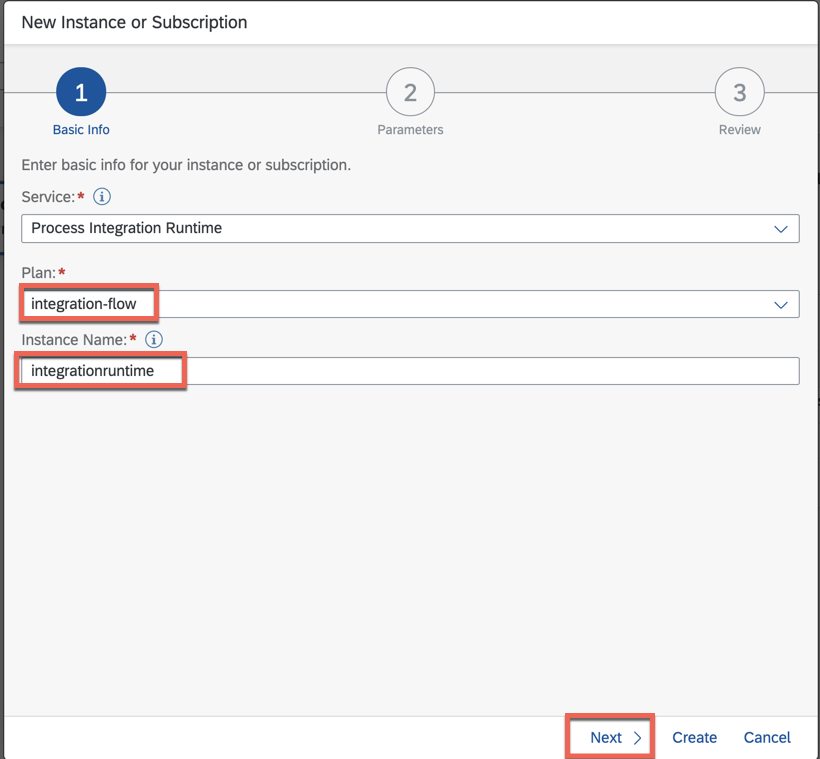 New Instance or Subscription
1
2
3
Basic Info
Parameters
Review
Enter basic info for your instance or subscription.
Service:* i
Process Integration Runtime
Plan:*
integration-flow
Instance Name:* i
integrationruntime
Next > Create Cancel